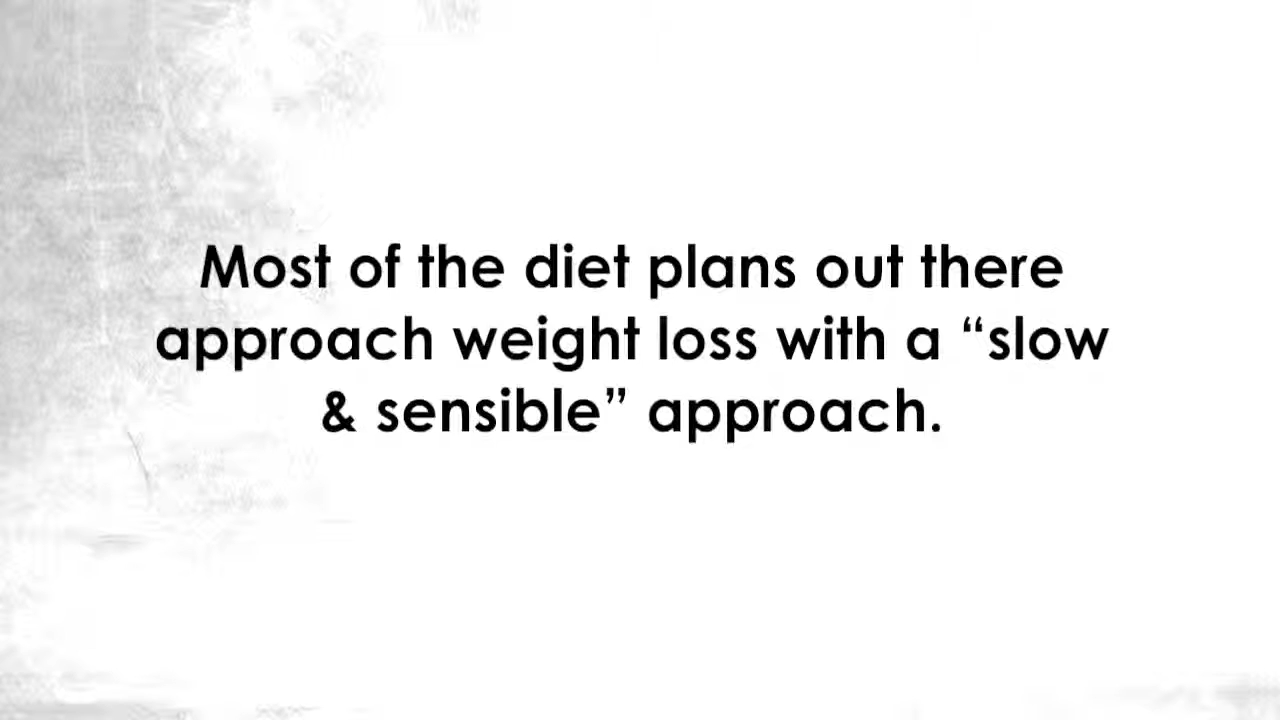 Most of the diet plans out there
approach weight loss with a “slow
& sensible” approach.